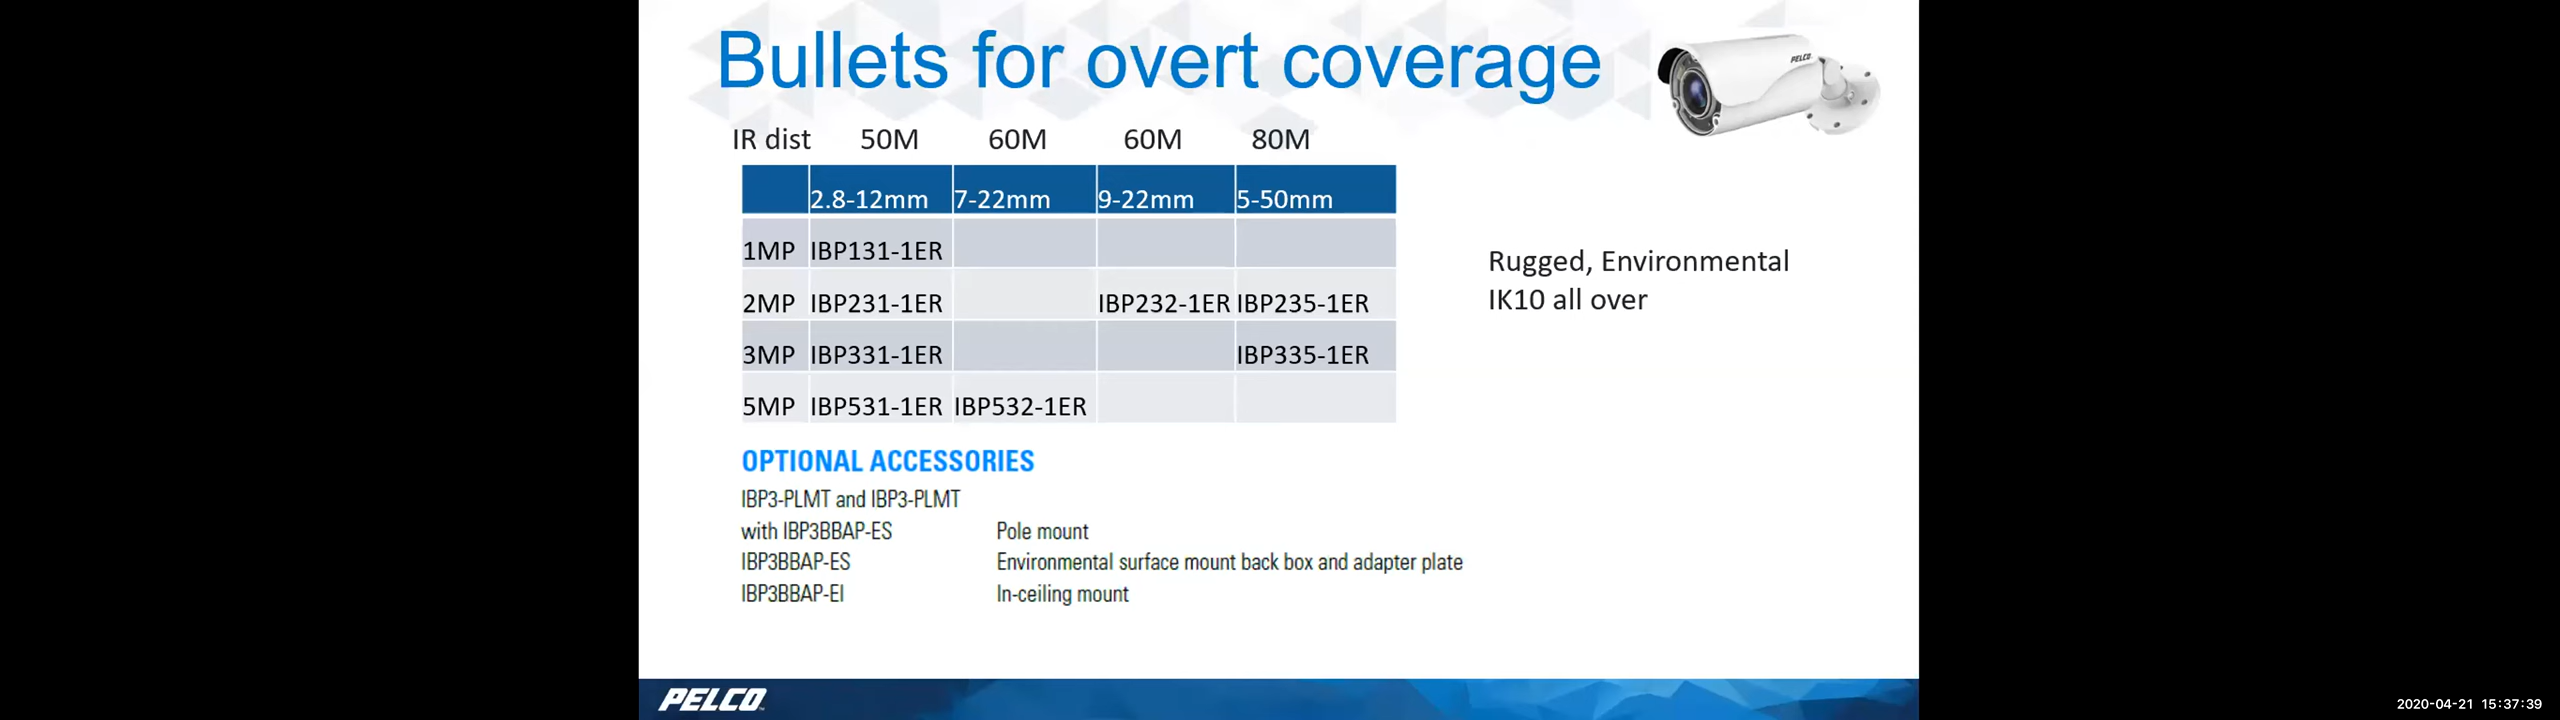 Bullets for overt coverage
PELCO
IR dist 50M 60M 60M 80M
2.8-12mm 7-22mm 9-22mm 5-50mm
1MP IBP131-1ER
2MP IBP231-1ER IBP232-1ER IBP235-1ER
3MP IBP331-1ER IBP335-1ER
5MP IBP531-1ER IBP532-1ER
Rugged, Environmental
IK10 all over
OPTIONAL ACCESSORIES
IBP3-PLMT and IBP3-PLMT
with IBP3BBAP-ES Pole mount
IBP3BBAP-ES Environmental surface mount back box and adapter plate
IBP3BBAP-EI In-ceiling mount
PELCO
2020-04-21 15:37:39